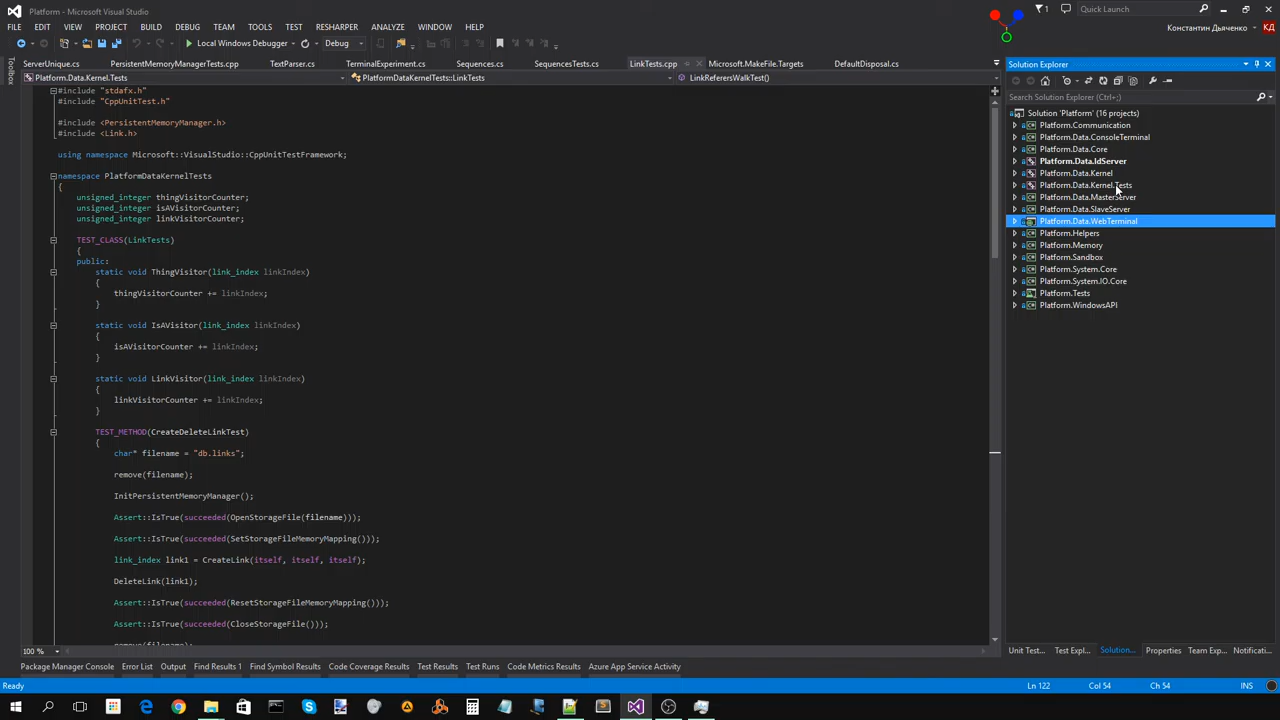 Platform - Microsoft Visual Studio
1
Quick Launch
FILE EDIT VIEW PROJECT BUILD DEBUG TEAM TOOLS TEST RESHARPER ANALYZE WINDOW HELP
Константин Дьяченко КД
Local Windows Debugger Debug
Toolbox
ServerUnique.cs PersistentMemoryManagerTests.cpp TextParser.cs TerminalExperiment.cs Sequences.cs SequencesTests.cs LinkTests.cpp Microsoft.MakeFile.Targets DefaultDisposal.cs
Platform.Data.Kernel.Tests PlatformDataKernelTests::LinkTests LinkReferersWalkTest()
#include "stdafx.h"
#include "CppUnitTest.h"
#include <PersistentMemoryManager.h>
#include <Link.h>
using namespace Microsoft::VisualStudio::CppUnitTestFramework;
namespace PlatformDataKernelTests
{
unsigned_integer thingVisitorCounter;
unsigned_integer isAVisitorCounter;
unsigned_integer linkVisitorCounter;
TEST_CLASS(LinkTests)
{
public:
static void ThingVisitor(link_index linkIndex)
{
thingVisitorCounter += linkIndex;
}
static void IsAVisitor(link_index linkIndex)
{
isAVisitorCounter += linkIndex;
}
static void LinkVisitor(link_index linkIndex)
{
linkVisitorCounter += linkIndex;
}
TEST_METHOD(CreateDeleteLinkTest)
{
char* filename = "db.links";
remove(filename);
InitPersistentMemoryManager();
Assert::IsTrue(succeeded(OpenStorageFile(filename)));
Assert::IsTrue(succeeded(SetStorageFileMemoryMapping()));
link_index link1 = CreateLink(itself, itself, itself);
DeleteLink(link1);
Assert::IsTrue(succeeded(ResetStorageFileMemoryMapping()));
Assert::IsTrue(succeeded(CloseStorageFile()));
remove(filename);
100 %
Solution Explorer
Search Solution Explorer (Ctrl+;)
Solution 'Platform' (16 projects)
Platform.Communication
Platform.Data.ConsoleTerminal
Platform.Data.Core
Platform.Data.IdServer
Platform.Data.Kernel
Platform.Data.Kernel.Tests
Platform.Data.MasterServer
Platform.Data.SlaveServer
Platform.Data.WebTerminal
Platform.Helpers
Platform.Memory
Platform.Sandbox
Platform.System.Core
Platform.System.IO.Core
Platform.Tests
Platform.WindowsAPI
Unit Test... Test Expl... Solution... Properties Team Exp... Notificati...
Package Manager Console Error List Output Find Results 1 Find Symbol Results Code Coverage Results Test Results Test Runs Code Metrics Results Azure App Service Activity
Ready Ln 122 Col 54 Ch 54 INS